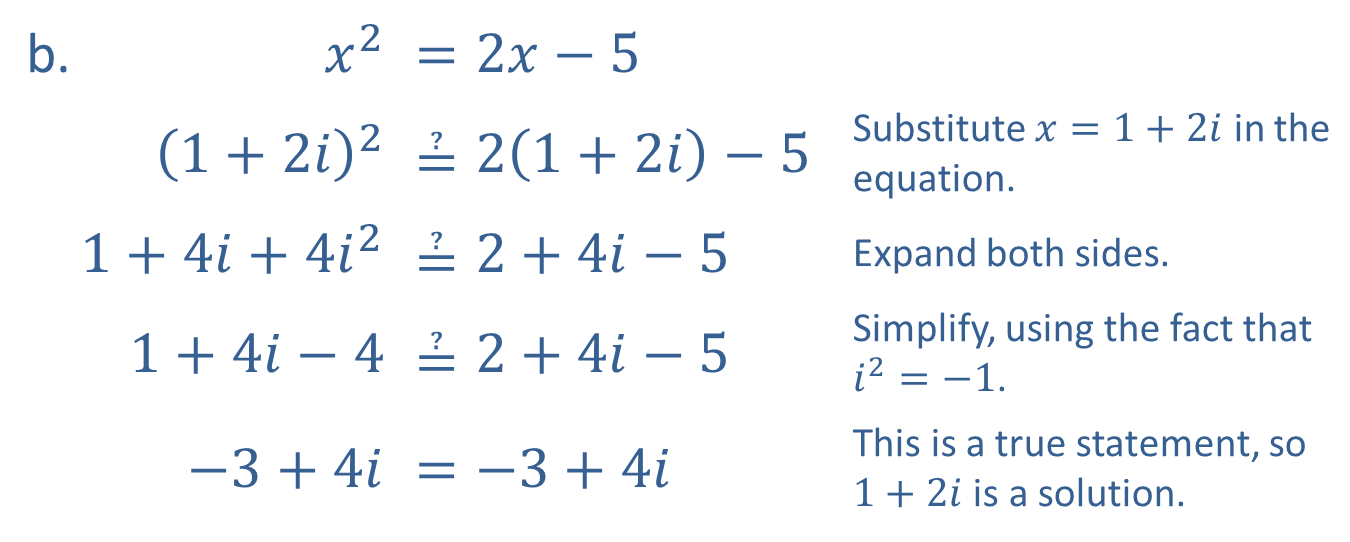 b. x² = 2x − 5
(1 + 2i)² ≟ 2(1 + 2i) − 5 Substitute x = 1 + 2i in the
equation.
1 + 4i + 4i² ≟ 2 + 4i − 5 Expand both sides.
1 + 4i − 4 ≟ 2 + 4i − 5 Simplify, using the fact that
i² = −1.
−3 + 4i = −3 + 4i This is a true statement, so
1 + 2i is a solution.